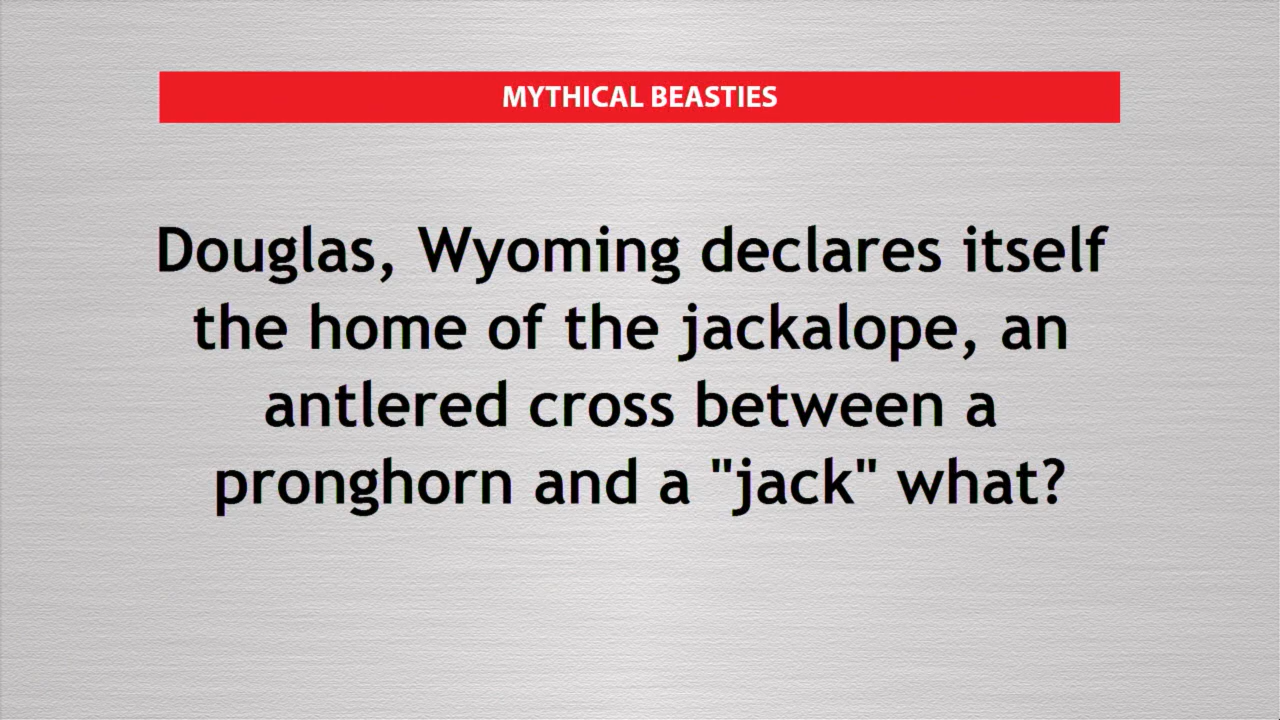 MYTHICAL BEASTIES
Douglas, Wyoming declares itself
the home of the jackalope, an
antlered cross between a
pronghorn and a "jack" what?